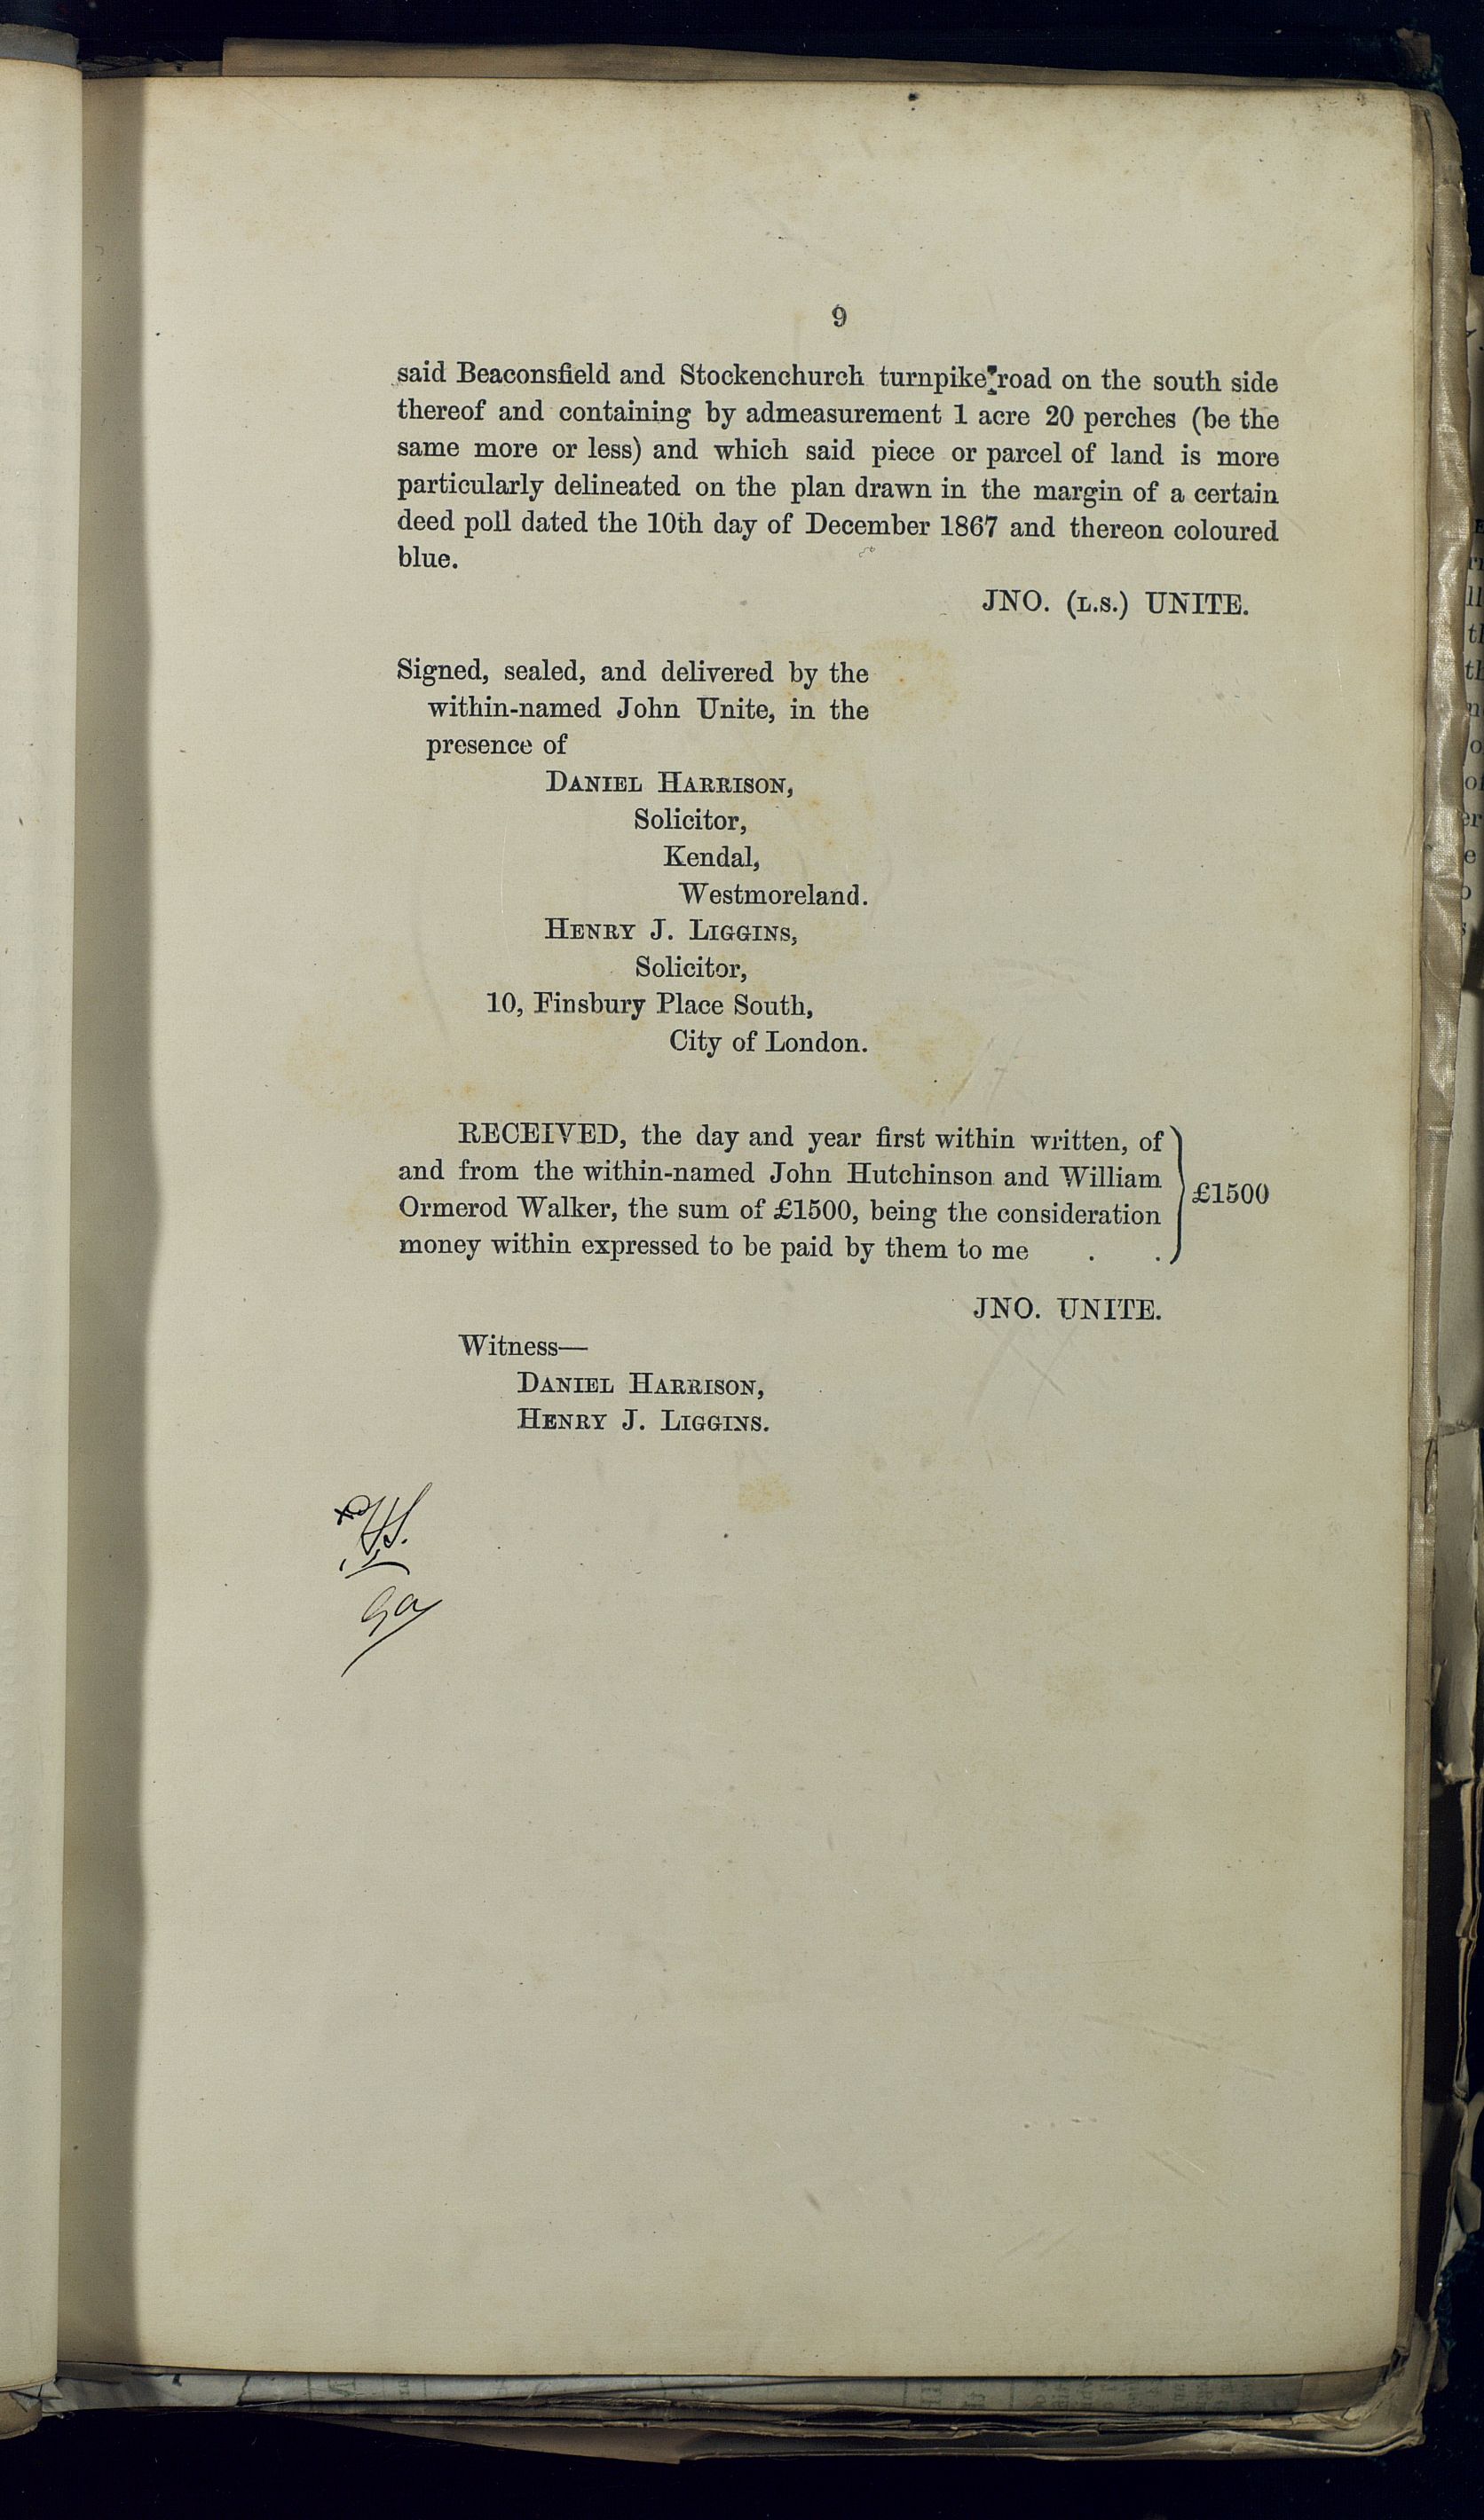 9
said Beaconsfield and Stockenchurch turnpike road on the south side
thereof and containing by admeasurement 1 acre 20 perches (be the
same more or less) and which said piece or parcel of land is more
particularly delineated on the plan drawn in the margin of a certain
deed poll dated the 10th day of December 1867 and thereon coloured
blue.
JNO. (L.S.) UNITE.
Signed, sealed, and delivered by the
within-named John Unite, in the
presence of
DANIEL HARRISON,
Solicitor,
Kendal,
Westmoreland.
HENRY J. LIGGINS,
Solicitor,
10, Finsbury Place South,
City of London.
RECEIVED, the day and year first within written, of
and from the within-named John Hutchinson and William
Ormerod Walker, the sum of £1500, being the consideration
money within expressed to be paid by them to me . .
£1500
JNO. UNITE.
Witness—
DANIEL HARRISON,
HENRY J. LIGGINS.